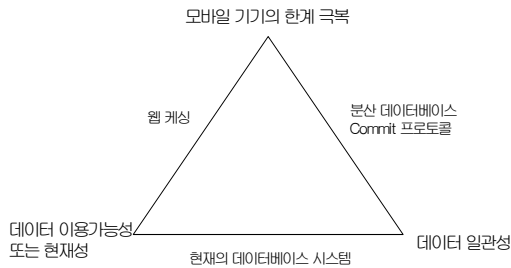 모바일 기기의 한계 극복
웹 케싱
분산 데이터베이스
Commit 프로토콜
데이터 이용가능성
또는 현재성
데이터 일관성
현재의 데이터베이스 시스템